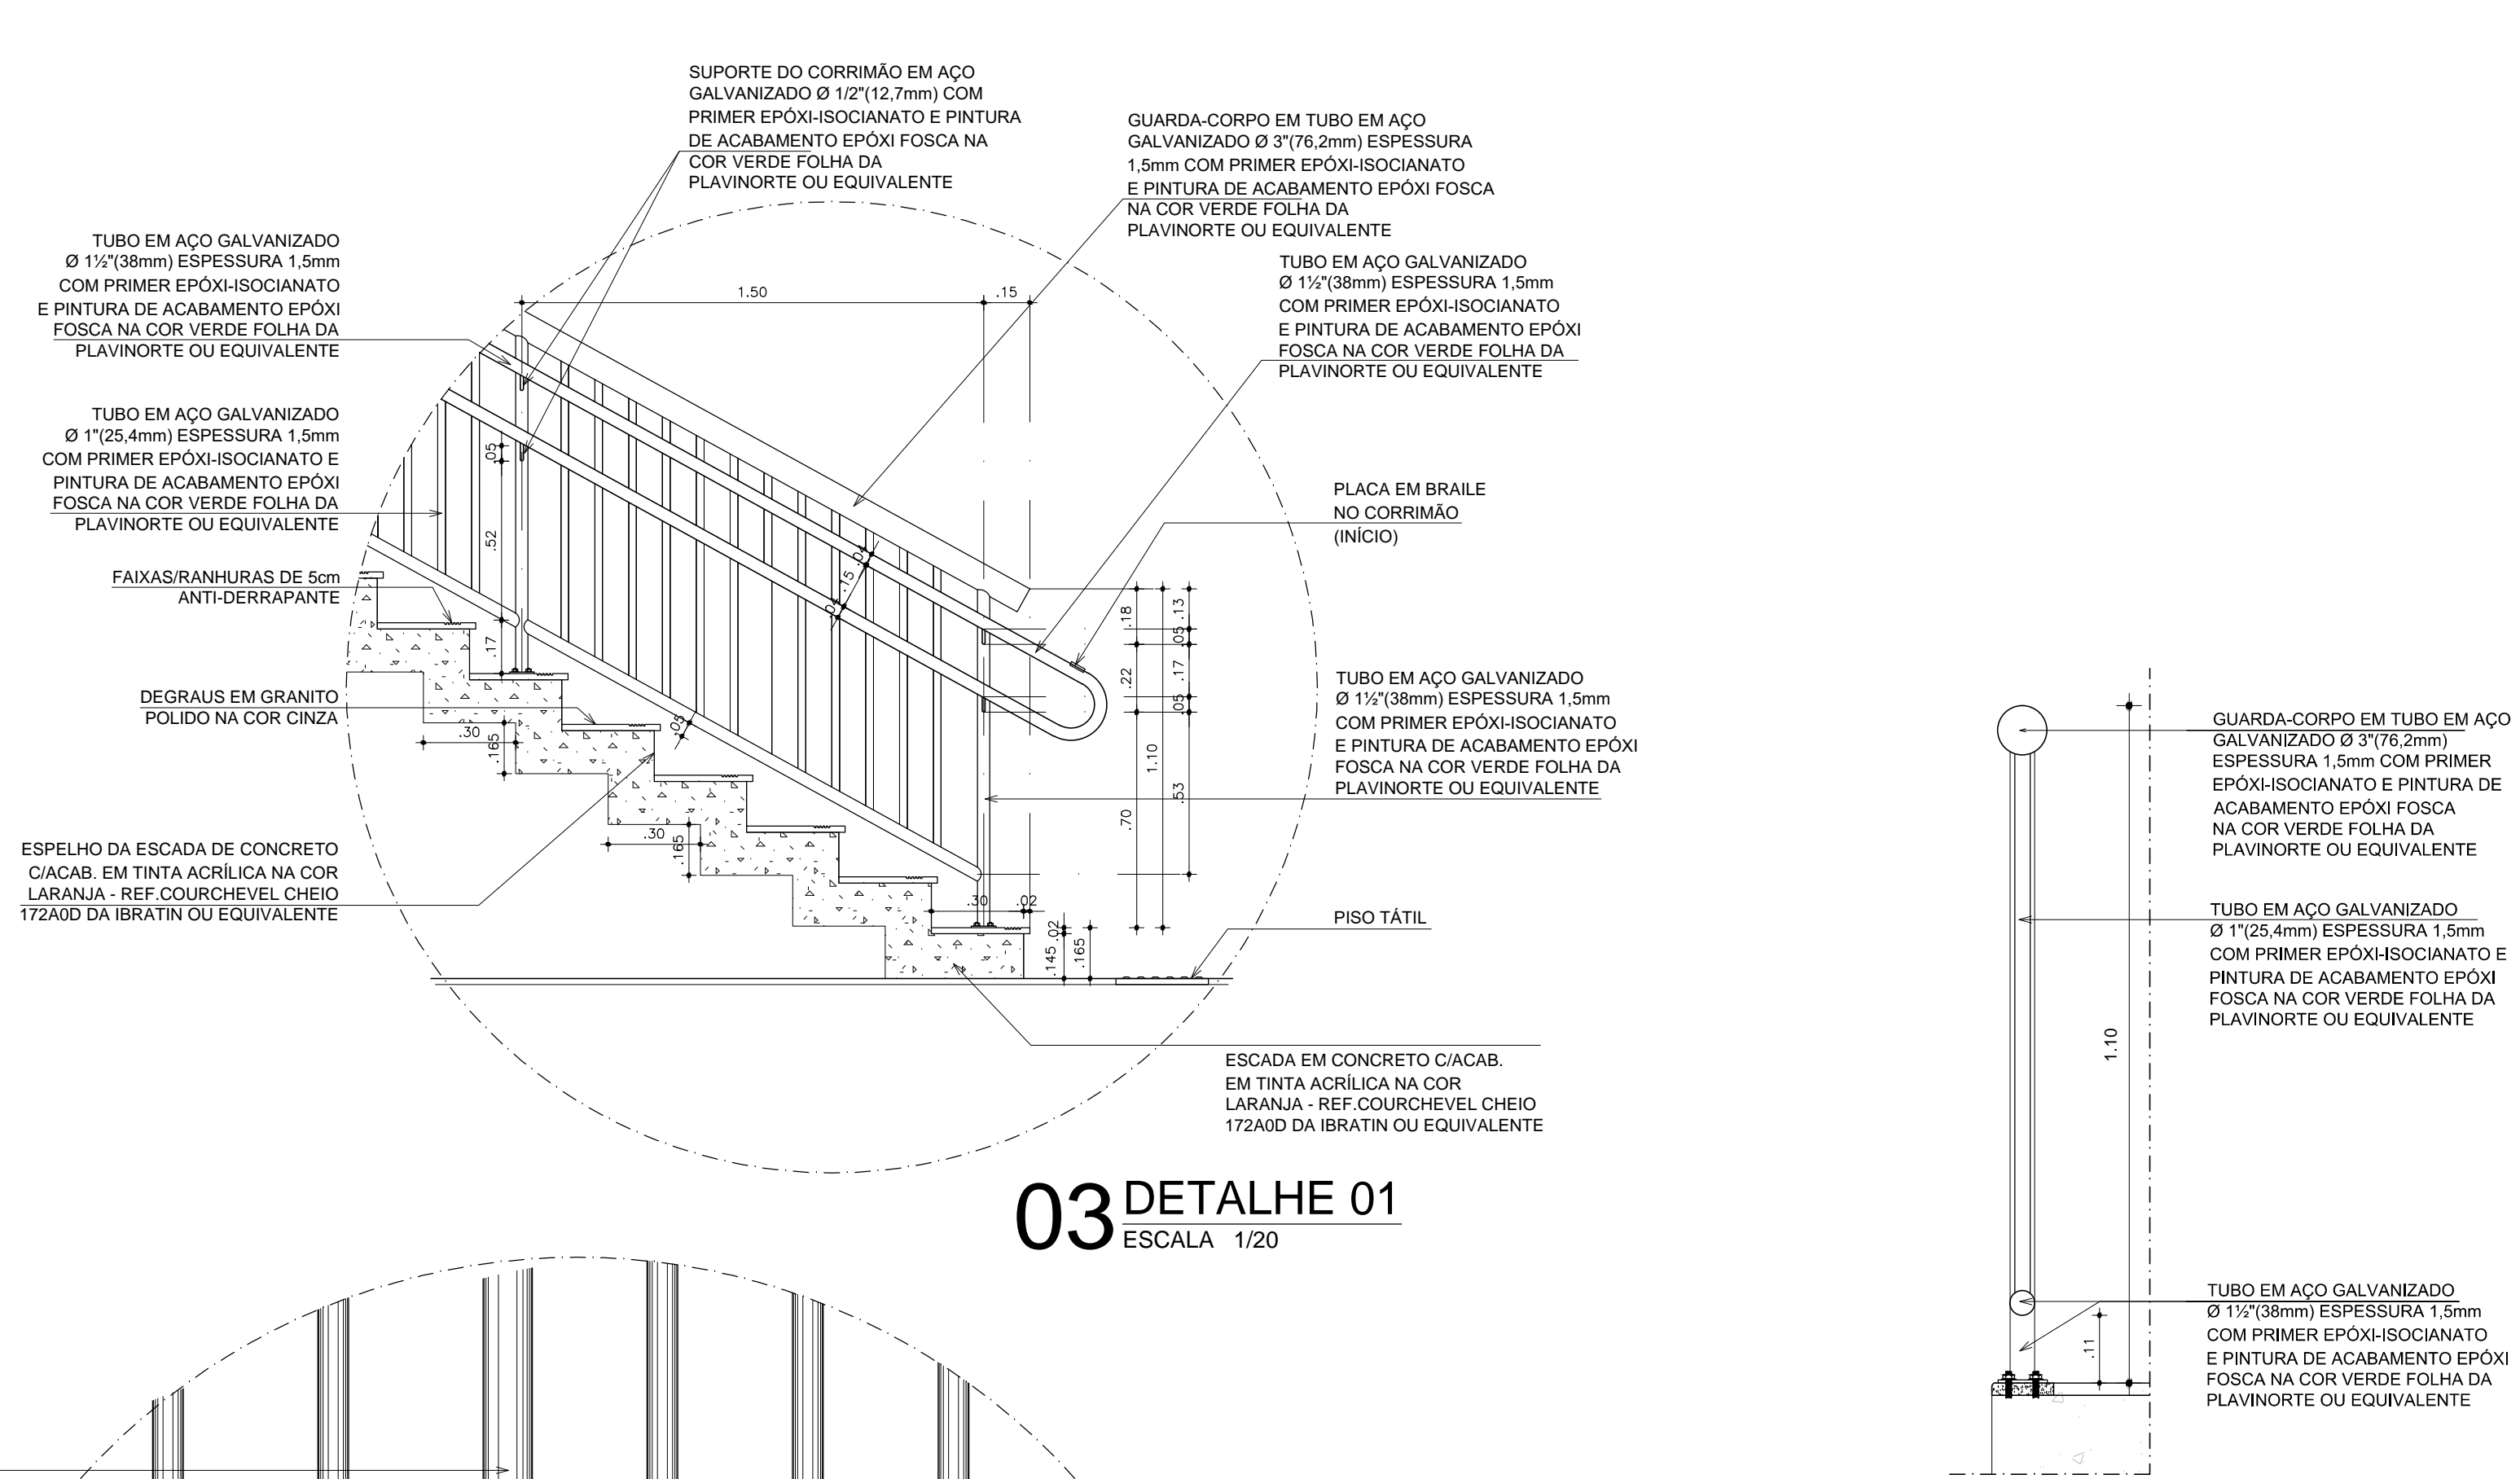 SUPORTE DO CORRIMÃO EM AÇO
GALVANIZADO Ø 1/2"(12,7mm) COM
PRIMER EPÓXI-ISOCIANATO E PINTURA
DE ACABAMENTO EPÓXI FOSCA NA
COR VERDE FOLHA DA
PLAVINORTE OU EQUIVALENTE
GUARDA-CORPO EM TUBO EM AÇO
GALVANIZADO Ø 3"(76,2mm) ESPESSURA
1,5mm COM PRIMER EPÓXI-ISOCIANATO
E PINTURA DE ACABAMENTO EPÓXI FOSCA
NA COR VERDE FOLHA DA
PLAVINORTE OU EQUIVALENTE
TUBO EM AÇO GALVANIZADO
Ø 1½"(38mm) ESPESSURA 1,5mm
COM PRIMER EPÓXI-ISOCIANATO
E PINTURA DE ACABAMENTO EPÓXI
FOSCA NA COR VERDE FOLHA DA
PLAVINORTE OU EQUIVALENTE
TUBO EM AÇO GALVANIZADO
Ø 1½"(38mm) ESPESSURA 1,5mm
COM PRIMER EPÓXI-ISOCIANATO
E PINTURA DE ACABAMENTO EPÓXI
FOSCA NA COR VERDE FOLHA DA
PLAVINORTE OU EQUIVALENTE
TUBO EM AÇO GALVANIZADO
Ø 1"(25,4mm) ESPESSURA 1,5mm
COM PRIMER EPÓXI-ISOCIANATO E
PINTURA DE ACABAMENTO EPÓXI
FOSCA NA COR VERDE FOLHA DA
PLAVINORTE OU EQUIVALENTE
PLACA EM BRAILE
NO CORRIMÃO
(INÍCIO)
FAIXAS/RANHURAS DE 5cm
ANTI-DERRAPANTE
DEGRAUS EM GRANITO
POLIDO NA COR CINZA
TUBO EM AÇO GALVANIZADO
Ø 1½"(38mm) ESPESSURA 1,5mm
COM PRIMER EPÓXI-ISOCIANATO
E PINTURA DE ACABAMENTO EPÓXI
FOSCA NA COR VERDE FOLHA DA
PLAVINORTE OU EQUIVALENTE
ESPELHO DA ESCADA DE CONCRETO
C/ACAB. EM TINTA ACRÍLICA NA COR
LARANJA - REF.COURCHEVEL CHEIO
172A0D DA IBRATIN OU EQUIVALENTE
PISO TÁTIL
ESCADA EM CONCRETO C/ACAB.
EM TINTA ACRÍLICA NA COR
LARANJA - REF.COURCHEVEL CHEIO
172A0D DA IBRATIN OU EQUIVALENTE
1.50
.15
.05
.52
.17
.04
.15
.04
.05
.30
.165
.30
.165
.30
.02
.145
.02
.165
.18
.22
.70
1.10
.13
.05
.17
.05
.53
03 DETALHE 01
ESCALA 1/20
GUARDA-CORPO EM TUBO EM AÇO
GALVANIZADO Ø 3"(76,2mm)
ESPESSURA 1,5mm COM PRIMER
EPÓXI-ISOCIANATO E PINTURA DE
ACABAMENTO EPÓXI FOSCA
NA COR VERDE FOLHA DA
PLAVINORTE OU EQUIVALENTE
TUBO EM AÇO GALVANIZADO
Ø 1"(25,4mm) ESPESSURA 1,5mm
COM PRIMER EPÓXI-ISOCIANATO E
PINTURA DE ACABAMENTO EPÓXI
FOSCA NA COR VERDE FOLHA DA
PLAVINORTE OU EQUIVALENTE
1.10
TUBO EM AÇO GALVANIZADO
Ø 1½"(38mm) ESPESSURA 1,5mm
COM PRIMER EPÓXI-ISOCIANATO
E PINTURA DE ACABAMENTO EPÓXI
FOSCA NA COR VERDE FOLHA DA
PLAVINORTE OU EQUIVALENTE
.11